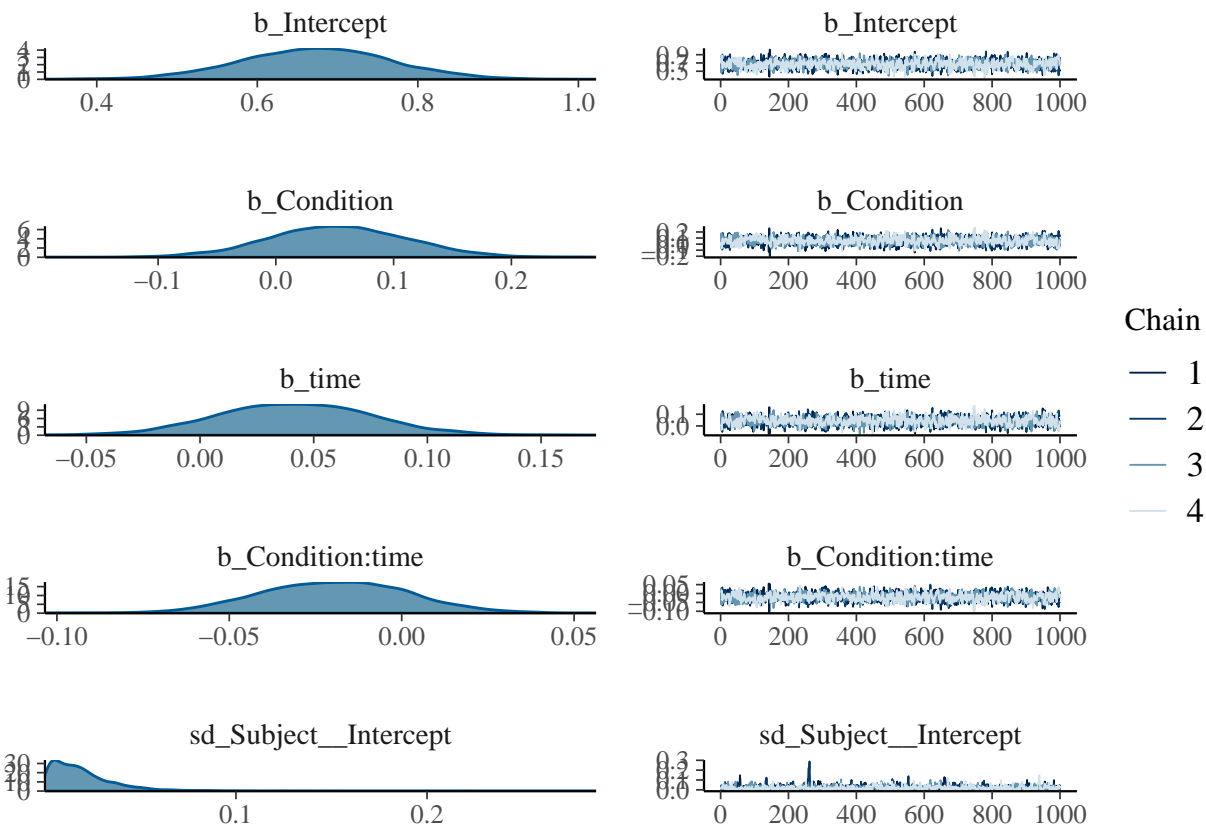 b_Intercept
0.4 0.6 0.8 1.0
b_Intercept
0 200 400 600 800 1000
b_Condition
−0.1 0.0 0.1 0.2
b_Condition
0 200 400 600 800 1000
b_time
−0.05 0.00 0.05 0.10 0.15
b_time
0.1
0.0
0 200 400 600 800 1000
b_Condition:time
15
10
5
0
−0.10 −0.05 0.00 0.05
b_Condition:time
0 200 400 600 800 1000
sd_Subject__Intercept
0.1 0.2
sd_Subject__Intercept
0.3
0.2
0.1
0.0
0 200 400 600 800 1000
Chain
1
2
3
4